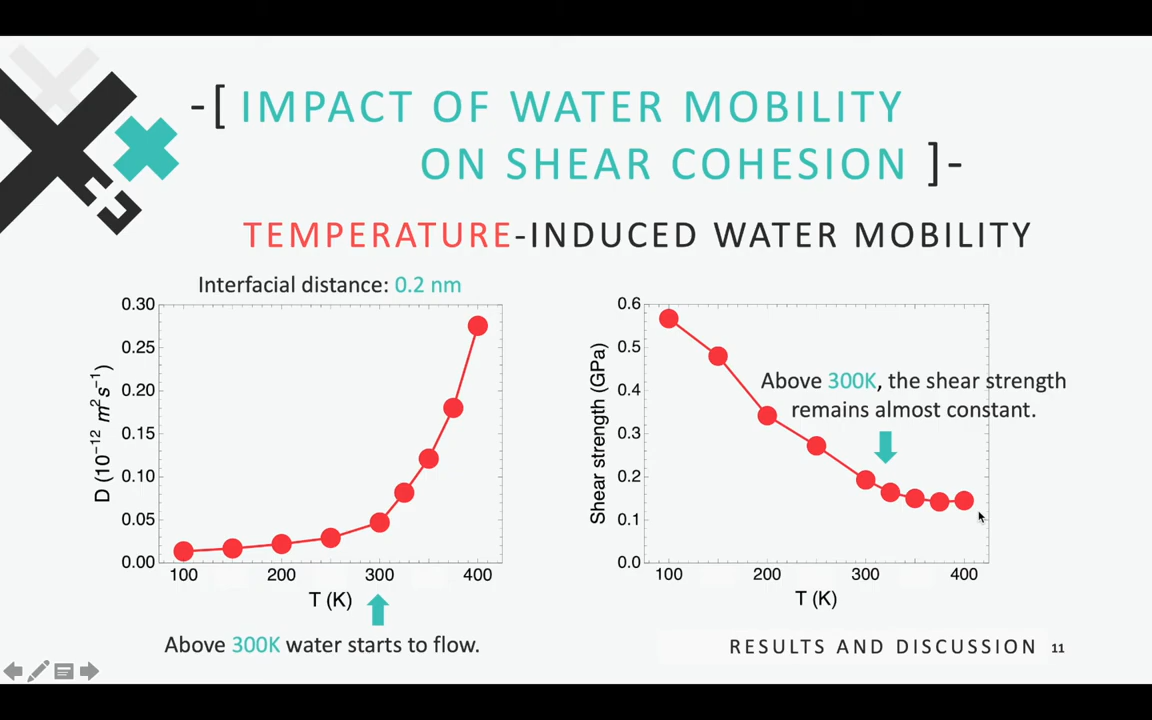 -[ IMPACT OF WATER MOBILITY
ON SHEAR COHESION ]-
TEMPERATURE-INDUCED WATER MOBILITY
Interfacial distance: 0.2 nm
0.30
0.25
0.20
0.15
0.10
0.05
0.00
D (10⁻¹² m² s⁻¹)
100 200 300 400
T (K)
Above 300K water starts to flow.
0.6
0.5
0.4
0.3
0.2
0.1
0.0
Shear strength (GPa)
Above 300K, the shear strength
remains almost constant.
100 200 300 400
T (K)
RESULTS AND DISCUSSION 11